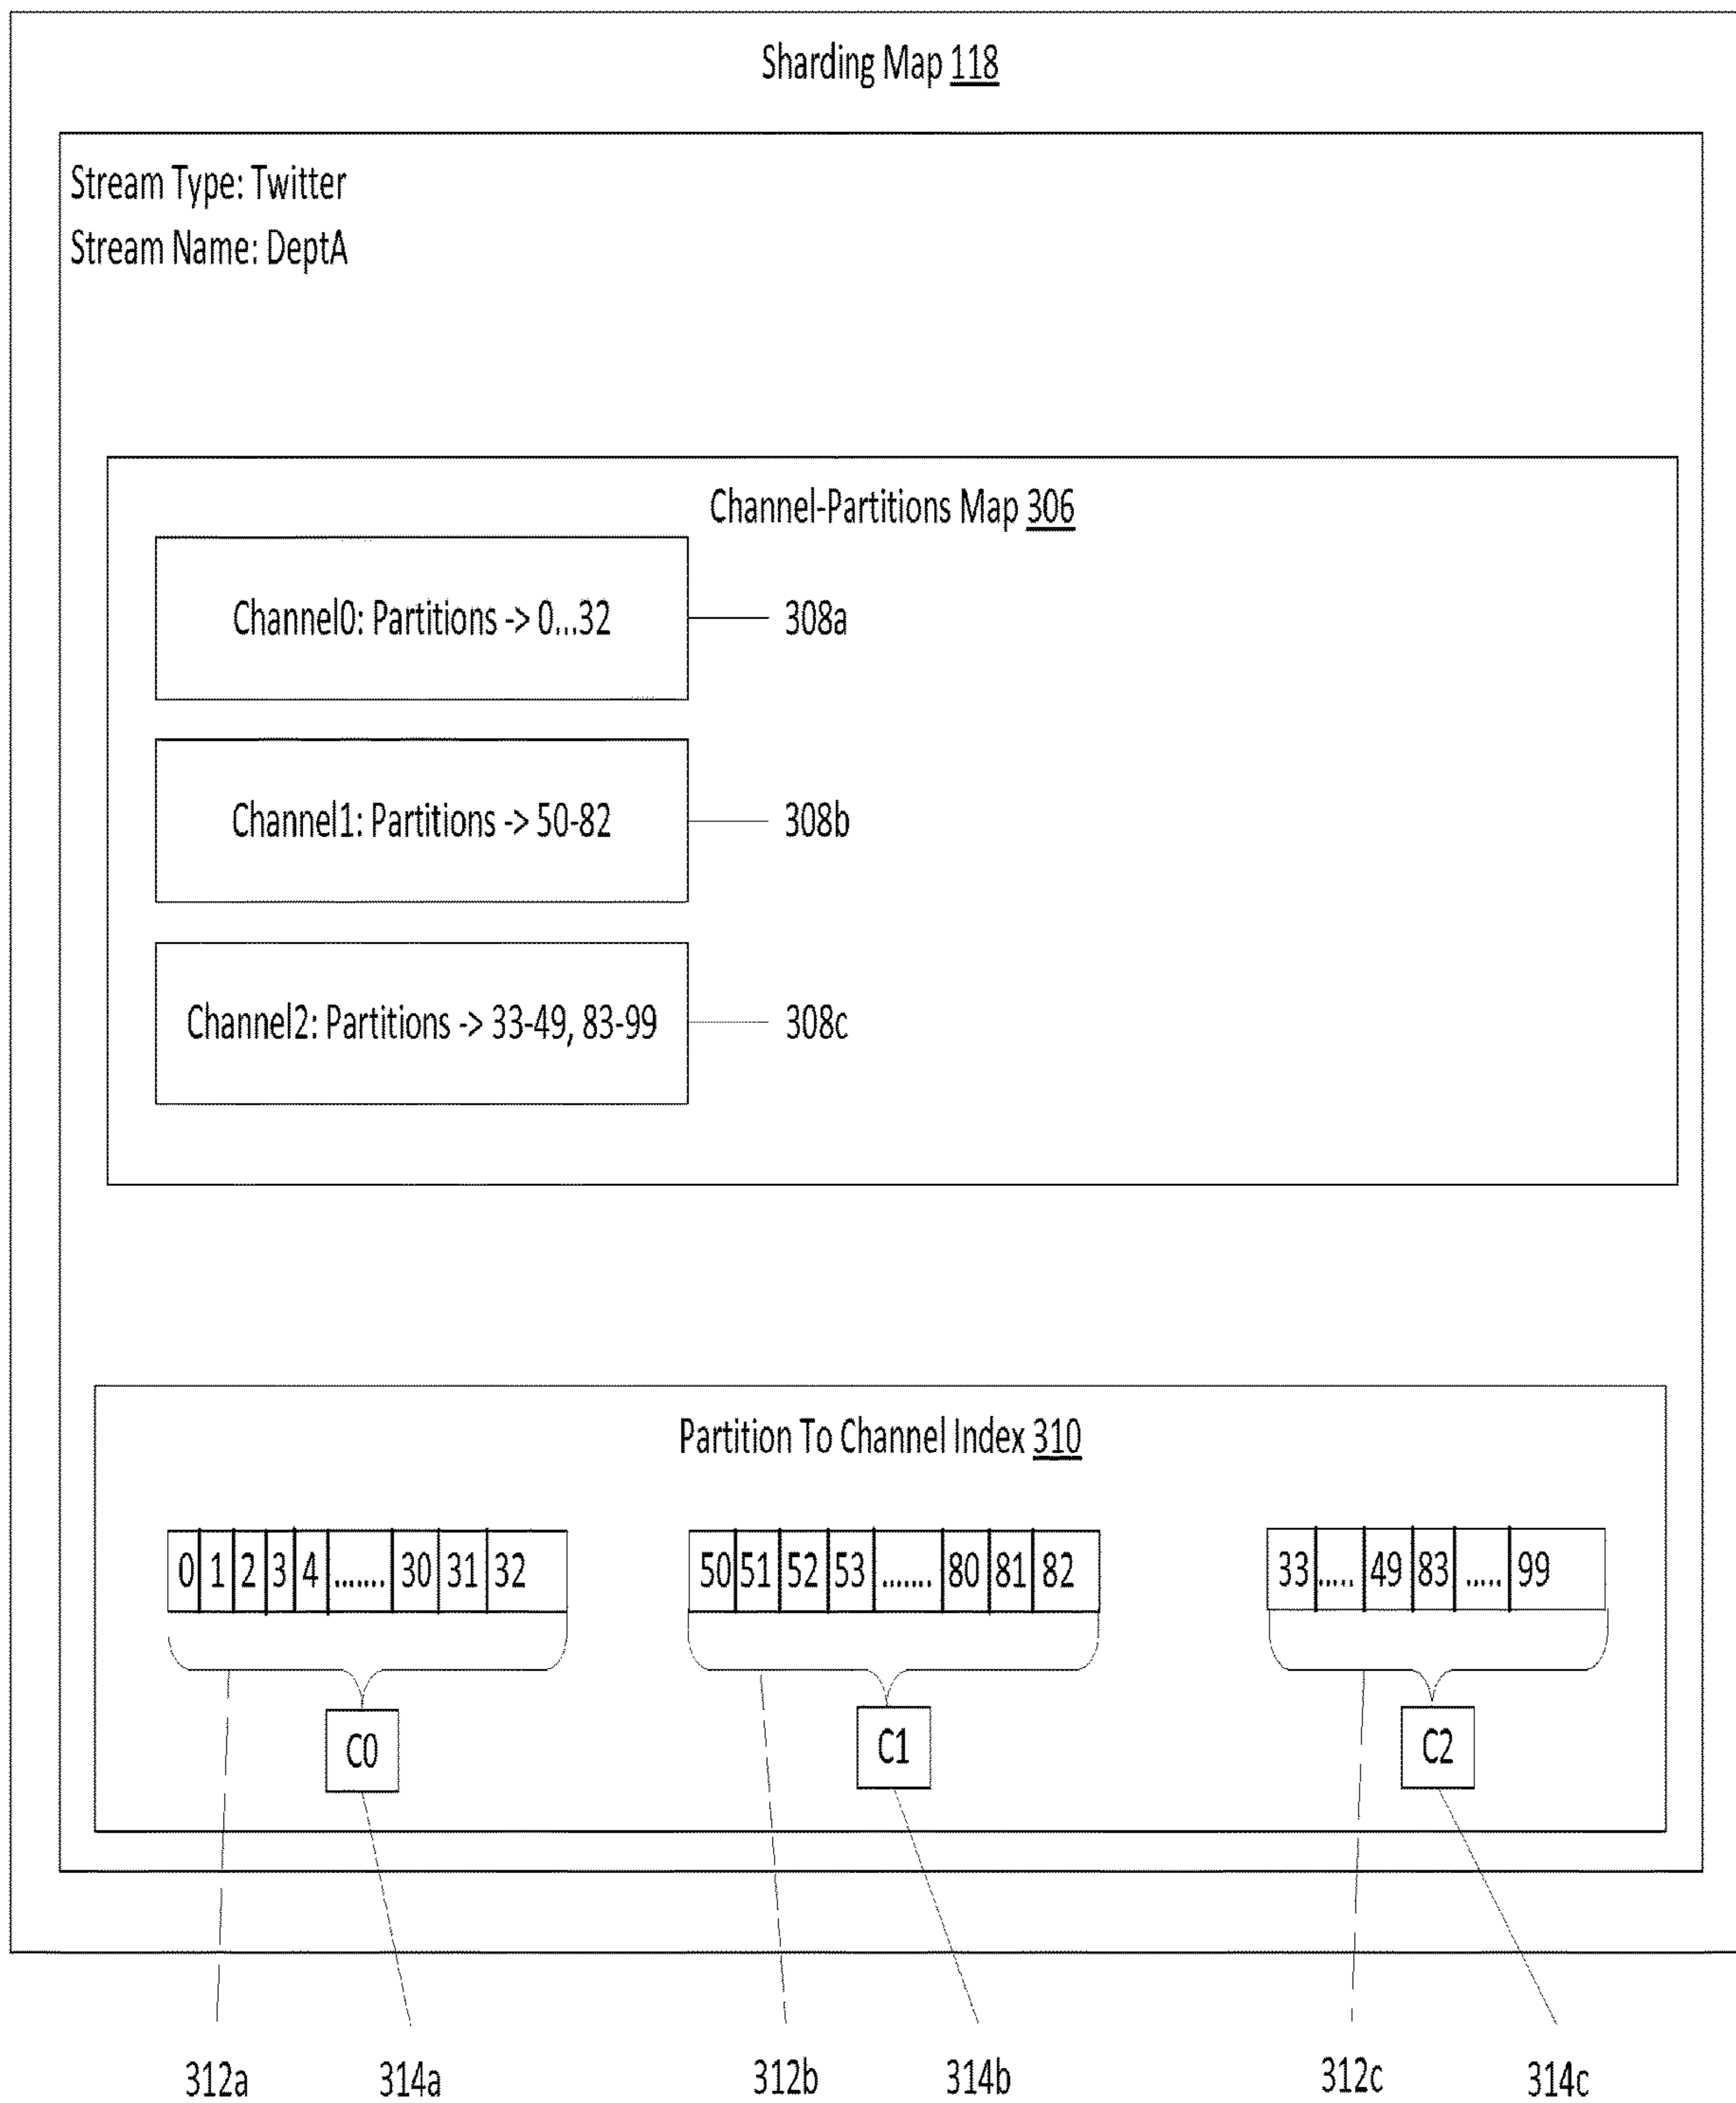 Sharding Map 118
Stream Type: Twitter
Stream Name: DeptA
Channel-Partitions Map 306
Channel0: Partitions -> 0...32
308a
Channel1: Partitions -> 50-82
308b
Channel2: Partitions -> 33-49, 83-99
308c
Partition To Channel Index 310
0 1 2 3 4 ....... 30 31 32
50 51 52 53 ....... 80 81 82
33 ..... 49 83 ..... 99
C0 C1 C2
312a 314a 312b 314b 312c 314c